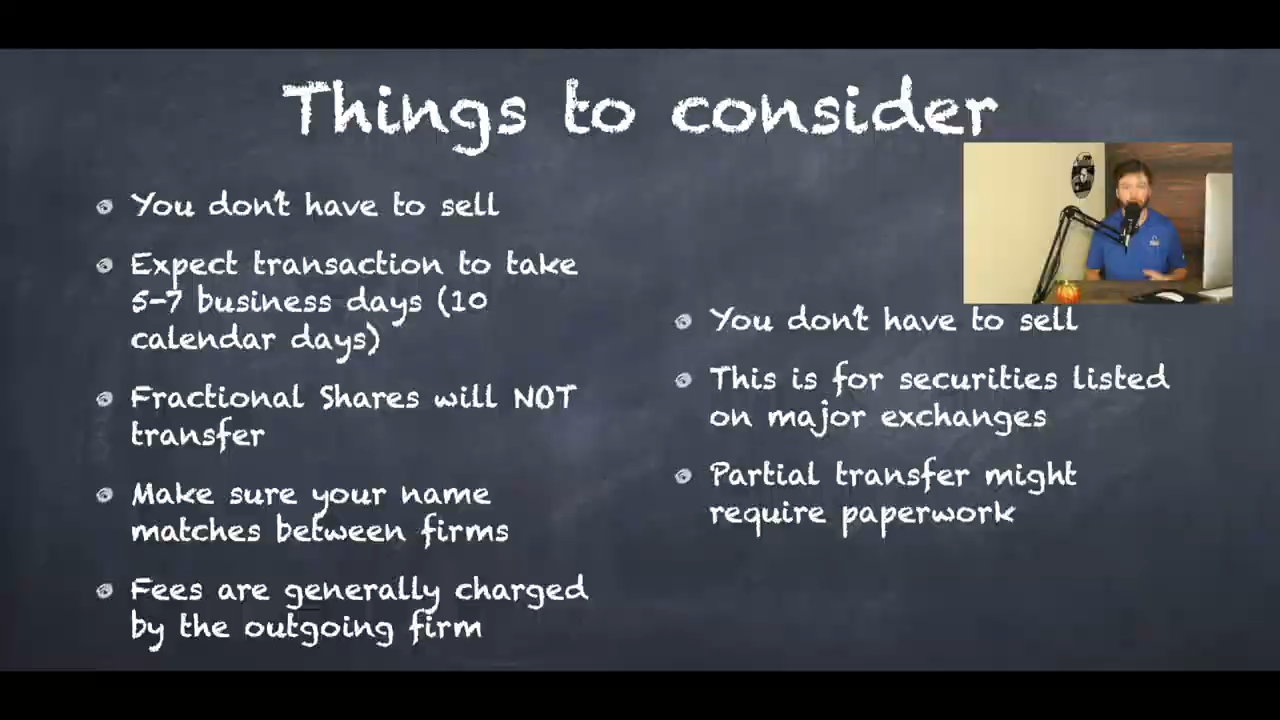 Things to consider
You don't have to sell
Expect transaction to take
5-7 business days (10
calendar days)
Fractional Shares will NOT
transfer
Make sure your name
matches between firms
Fees are generally charged
by the outgoing firm
You don't have to sell
This is for securities listed
on major exchanges
Partial transfer might
require paperwork